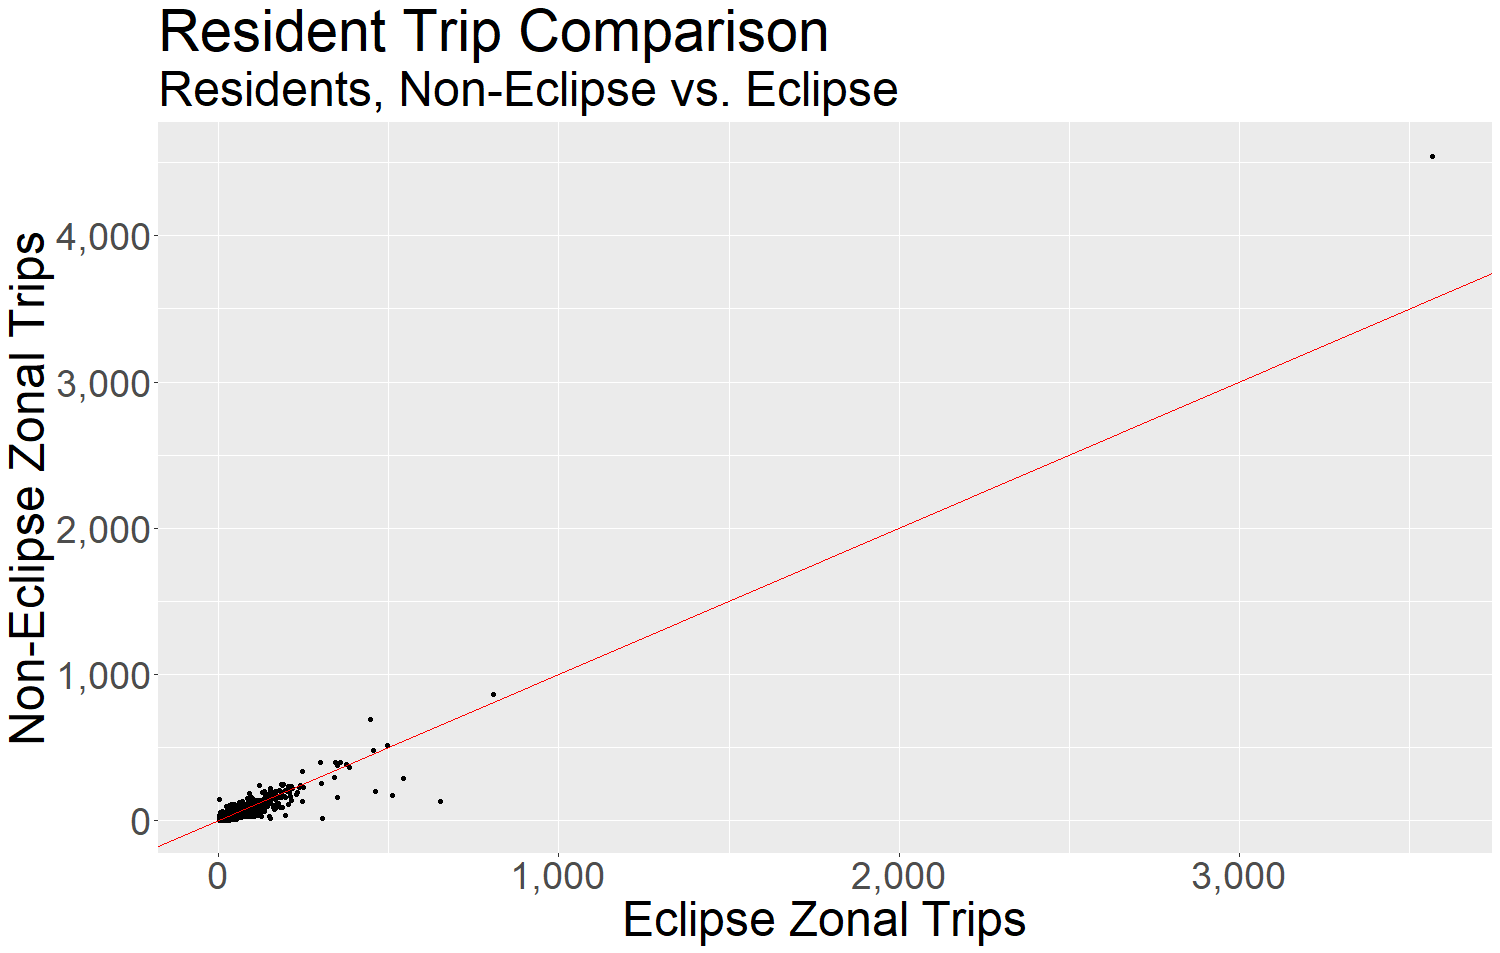 Resident Trip Comparison
Residents, Non-Eclipse vs. Eclipse
Non-Eclipse Zonal Trips
4,000
3,000
2,000
1,000
0
0 1,000 2,000 3,000
Eclipse Zonal Trips